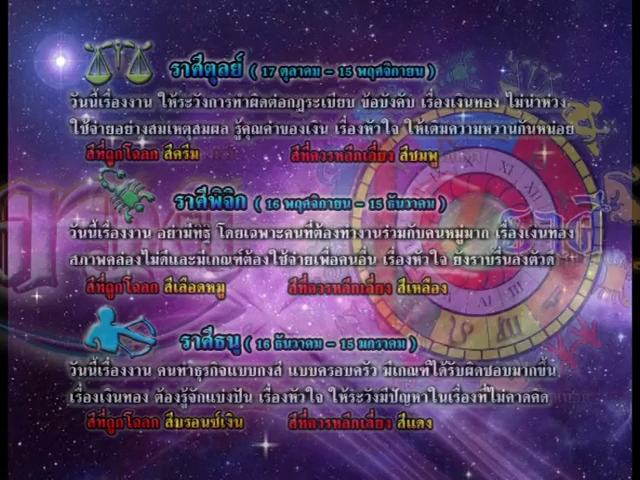 ราศีตุลย์ ( 17 ตุลาคม - 15 พฤศจิกายน )
วันนี้เรื่องงาน ให้ระวังการทำผิดต่อกฎระเบียบ ข้อบังคับ เรื่องเงินทอง ไม่น่าห่วง
ใช้จ่ายอย่างสมเหตุสมผล รู้คุณค่าของเงิน เรื่องหัวใจ ให้เติมความหวานกันหน่อย
สีที่ถูกโฉลก สีครีม สีที่ควรหลีกเลี่ยง สีชมพู
ราศีพิจิก ( 16 พฤศจิกายน - 15 ธันวาคม )
วันนี้เรื่องงาน อย่ามีทิฐิ โดยเฉพาะคนที่ต้องทำงานร่วมกับคนหมู่มาก เรื่องเงินทอง
สภาพคล่องไม่ดีและมีเกณฑ์ต้องใช้จ่ายเพื่อคนอื่น เรื่องหัวใจ ยังราบรื่นลงตัวดี
สีที่ถูกโฉลก สีเลือดหมู สีที่ควรหลีกเลี่ยง สีเหลือง
ราศีธนู ( 16 ธันวาคม - 15 มกราคม )
วันนี้เรื่องงาน คนทำธุรกิจแบบกงสี แบบครอบครัว มีเกณฑ์ได้รับผิดชอบมากขึ้น
เรื่องเงินทอง ต้องรู้จักแบ่งปัน เรื่องหัวใจ ให้ระวังมีปัญหาในเรื่องที่ไม่คาดคิด
สีที่ถูกโฉลก สีบรอนซ์เงิน สีที่ควรหลีกเลี่ยง สีแดง